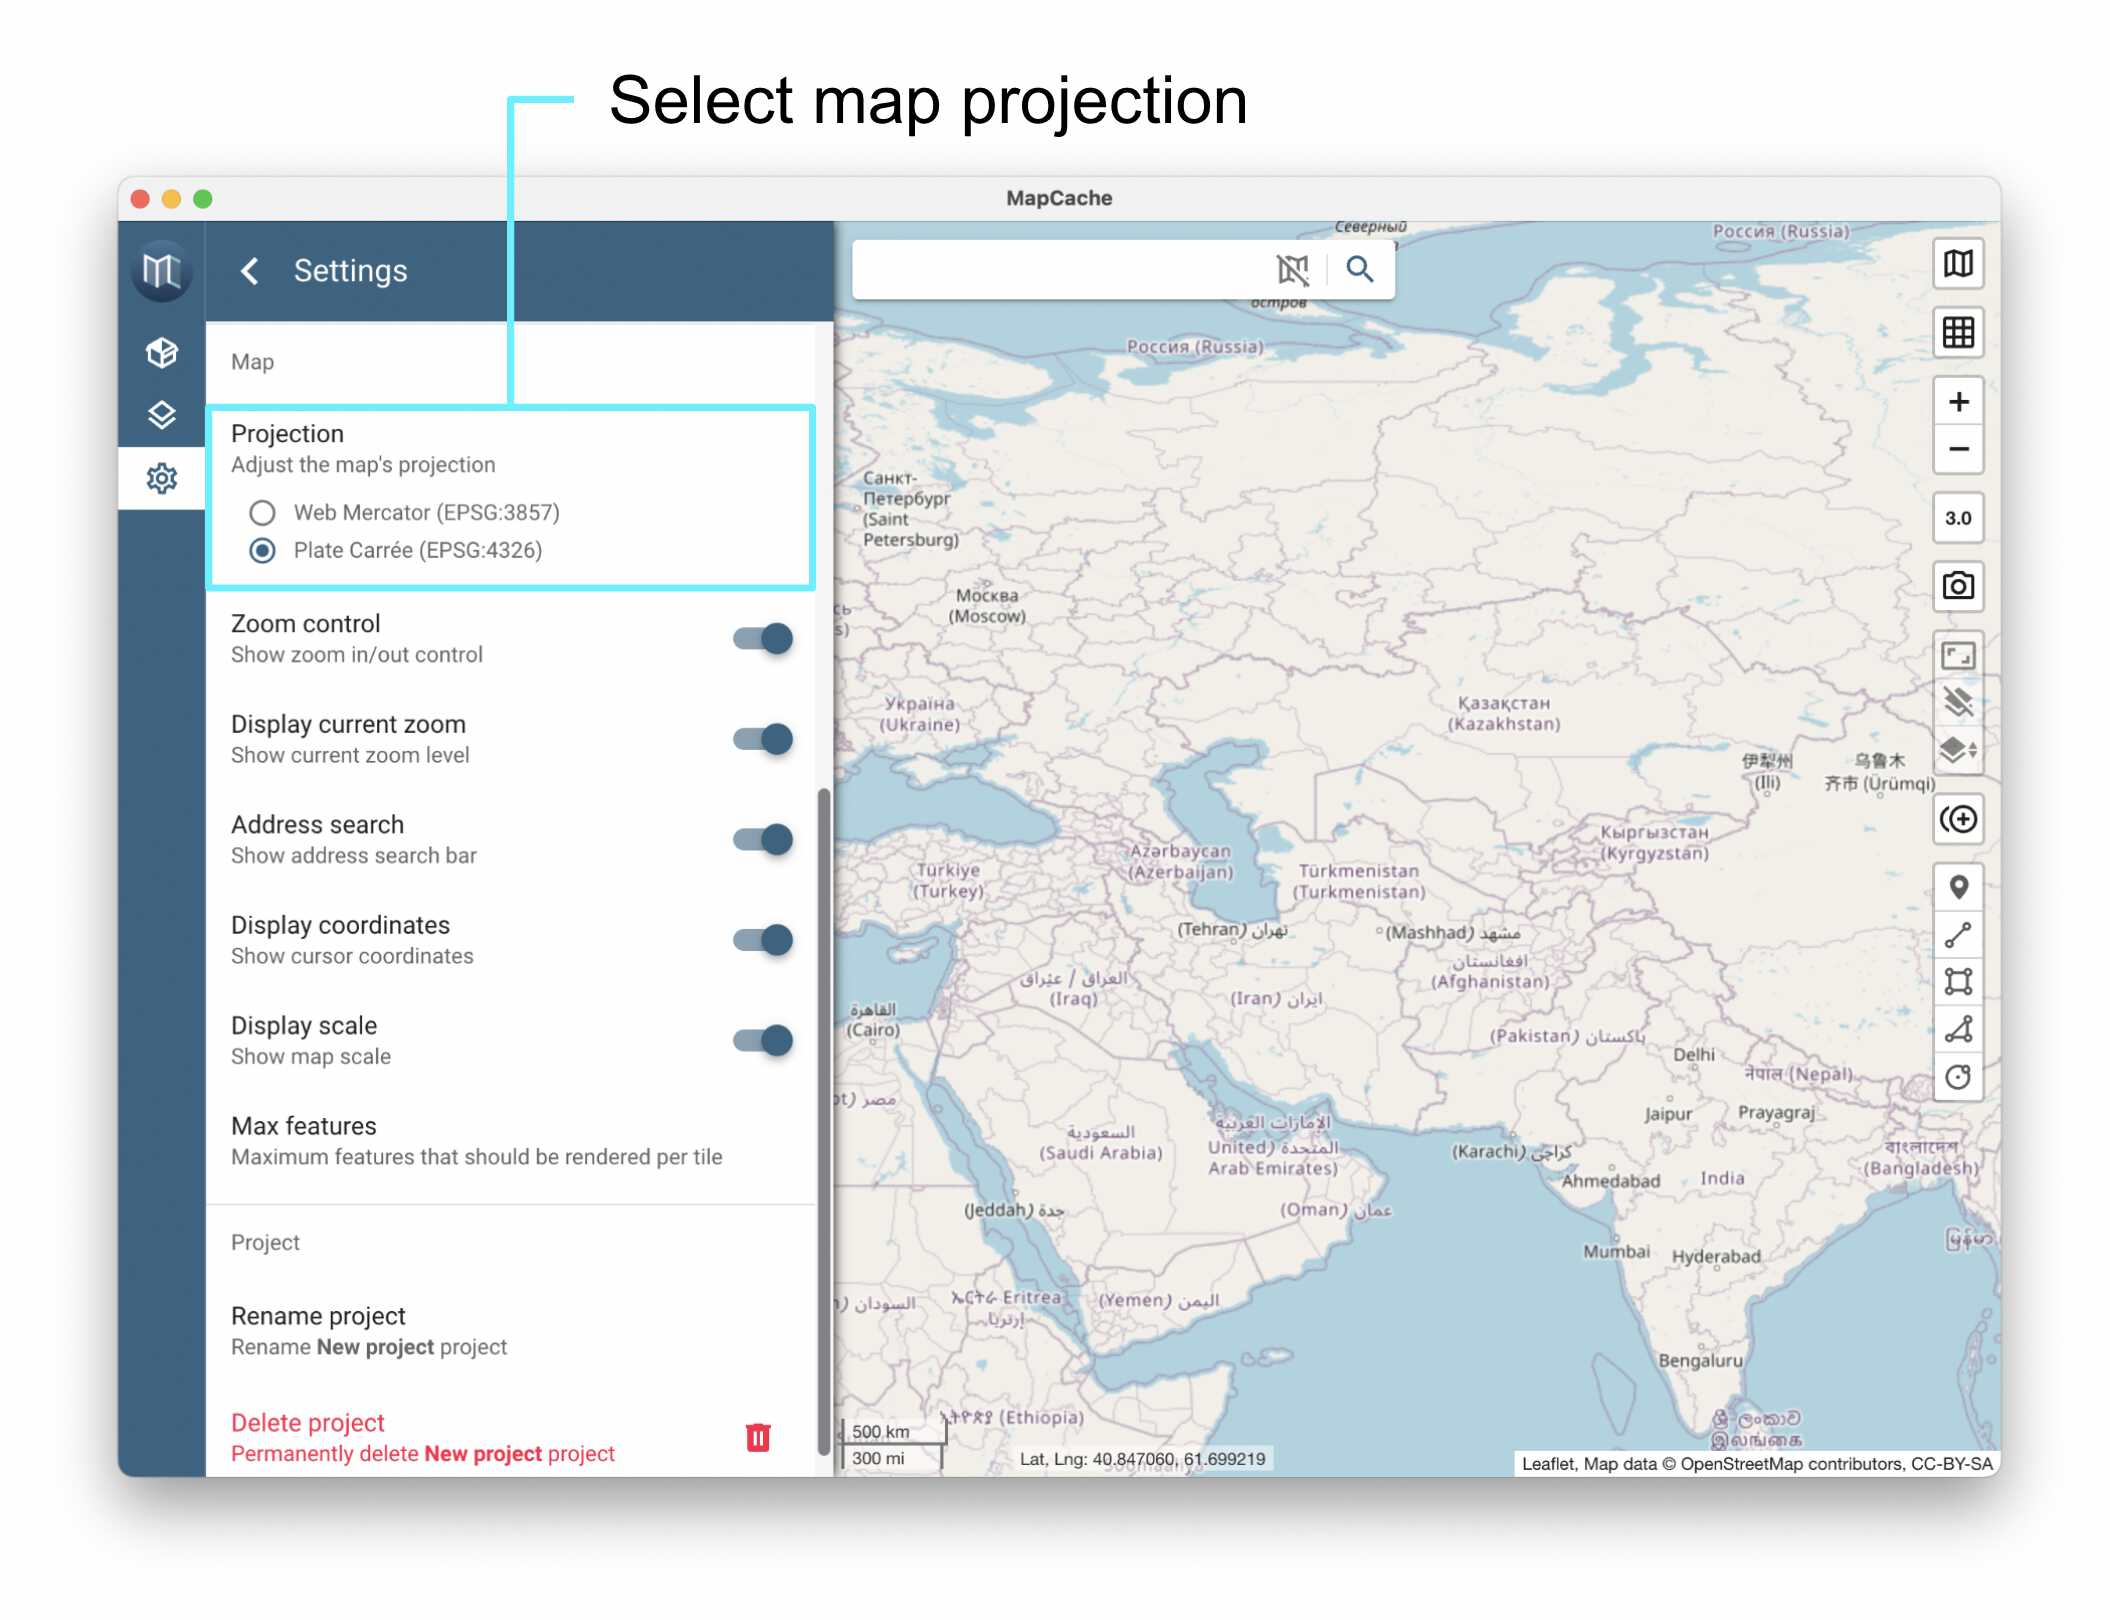 Select map projection
MapCache
Settings
Map
Projection
Adjust the map's projection
Web Mercator (EPSG:3857)
Plate Carrée (EPSG:4326)
Zoom control
Show zoom in/out control
Display current zoom
Show current zoom level
Address search
Show address search bar
Display coordinates
Show cursor coordinates
Display scale
Show map scale
Max features
Maximum features that should be rendered per tile
Project
Rename project
Rename New project project
Delete project
Permanently delete New project project
Северный
остров
Россия (Russia)
Россия (Russia)
3.0
Санкт-
Петербург
(Saint
Petersburg)
Москва
(Moscow)
Україна
(Ukraine)
Қазақстан
(Kazakhstan)
伊犁州
(Ili)
乌鲁木
齐市 (Ürümqi)
Кыргызстан
(Kyrgyzstan)
Azərbaycan
(Azerbaijan)
Türkiye
(Turkey)
Türkmenistan
(Turkmenistan)
تهران (Tehran)
مشهد (Mashhad)
افغانستان
(Afghanistan)
العراق / عێراق
(Iraq)
ایران (Iran)
القاهرة
(Cairo)
پاکستان (Pakistan)
Delhi
नेपाल (Nepal)
مصر
Jaipur
Prayagraj
السعودية
(Saudi Arabia)
الإمارات العربية
المتحدة (United
Arab Emirates)
کراچی (Karachi)
বাংলাদেশ
(Bangladesh)
Ahmedabad
India
جدة (Jeddah)
عمان (Oman)
Mumbai
Hyderabad
السودان
ኤርትራ Eritrea
إرتريا
اليمن (Yemen)
Bengaluru
ኢትዮጵያ (Ethiopia)
ශ්‍රී ලංකාව
இலங்கை
500 km
300 mi
Lat, Lng: 40.847060, 61.699219
Leaflet, Map data © OpenStreetMap contributors, CC-BY-SA